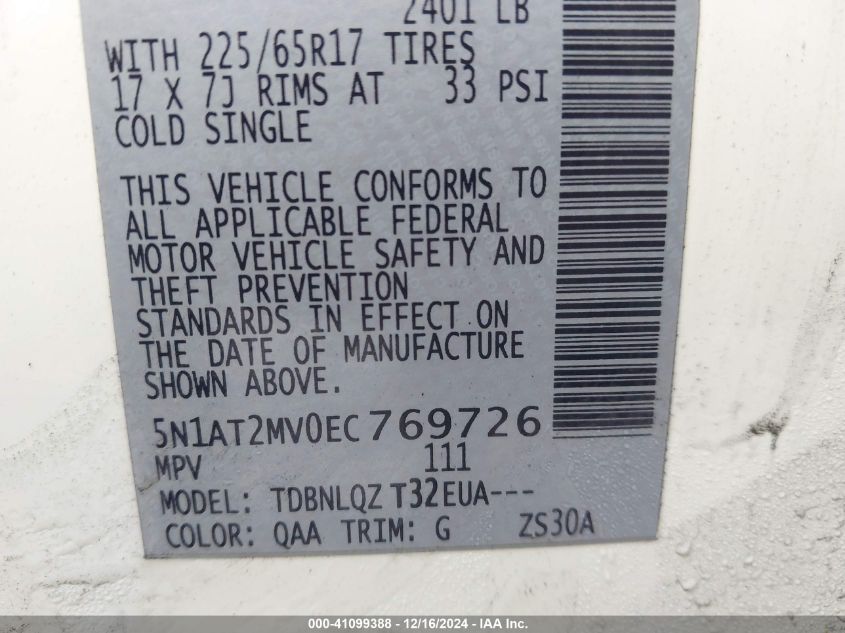 2401 LB
WITH 225/65R17 TIRES
17 X 7J RIMS AT 33 PSI
COLD SINGLE
THIS VEHICLE CONFORMS TO
ALL APPLICABLE FEDERAL
MOTOR VEHICLE SAFETY AND
THEFT PREVENTION
STANDARDS IN EFFECT ON
THE DATE OF MANUFACTURE
SHOWN ABOVE.
5N1AT2MV0EC769726
MPV 111
MODEL: TDBNLQZ T32EUA---
COLOR: QAA TRIM: G ZS30A
000-41099388 - 12/16/2024 - IAA Inc.